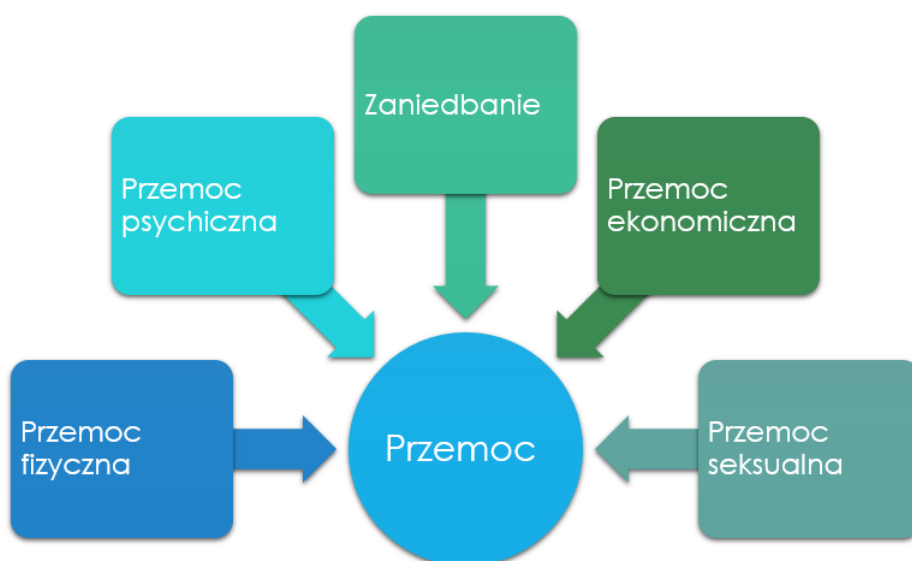 Zaniedbanie
Przemoc
psychiczna
Przemoc
ekonomiczna
Przemoc
fizyczna
Przemoc
Przemoc
seksualna